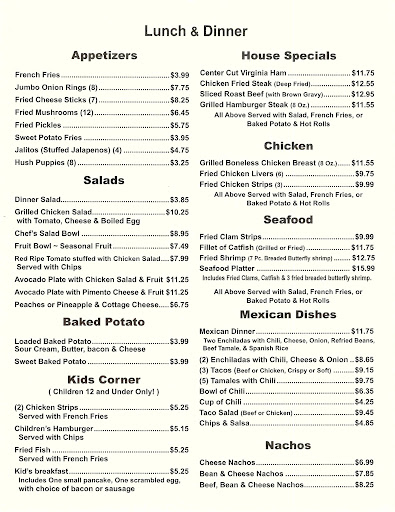 Lunch & Dinner
Appetizers
French Fries..............................$3.99
Jumbo Onion Rings (8)..............................$7.75
Fried Cheese Sticks (7)..............................$8.25
Fried Mushrooms (12)..............................$6.45
Fried Pickles..............................$5.75
Sweet Potato Fries..............................$3.95
Jalitos (Stuffed Jalapenos) (4)....................$4.75
Hush Puppies (8)..............................$3.25
Salads
Dinner Salad..............................$3.85
Grilled Chicken Salad..............................$10.25
with Tomato, Cheese & Boiled Egg
Chef's Salad Bowl..............................$8.95
Fruit Bowl ~ Seasonal Fruit....................$7.49
Red Ripe Tomato stuffed with Chicken Salad....$7.99
Served with Chips
Avocado Plate with Chicken Salad & Fruit $11.25
Avocado Plate with Pimento Cheese & Fruit $11.25
Peaches or Pineapple & Cottage Cheese.....$6.75
Baked Potato
Loaded Baked Potato..............................$3.99
Sour Cream, Butter, bacon & Cheese
Sweet Baked Potato..............................$3.99
Kids Corner
( Children 12 and Under Only! )
(2) Chicken Strips..............................$5.25
Served with French Fries
Children's Hamburger..............................$5.15
Served with Chips
Fried Fish..............................$5.25
Served with French Fries
Kid's breakfast..............................$5.25
Includes One small pancake, One scrambled egg,
with choice of bacon or sausage
House Specials
Center Cut Virginia Ham..............................$11.75
Chicken Fried Steak (Deep Fried)....................$12.55
Sliced Roast Beef (with Brown Gravy)..........$12.95
Grilled Hamburger Steak (8 Oz.)....................$11.55
All Above Served with Salad, French Fries, or
Baked Potato & Hot Rolls
Chicken
Grilled Boneless Chicken Breast (8 Oz.)......$11.55
Fried Chicken Livers (6)..............................$9.75
Fried Chicken Strips (3)..............................$9.99
All Above Served with Salad, French Fries, or
Baked Potato & Hot Rolls
Seafood
Fried Clam Strips..............................$9.99
Fillet of Catfish (Grilled or Fried)....................$11.75
Fried Shrimp (7 Pc. Breaded Butterfly shrimp).........$12.75
Seafood Platter..............................$15.99
Includes Fried Clams, Catfish & 3 fried breaded butterfly shrimp.
All Above Served with Salad, French Fries, or
Baked Potato & Hot Rolls
Mexican Dishes
Mexican Dinner..............................$11.75
Two Enchiladas with Chili, Cheese, Onion, Refried Beans,
Beef Tamale, & Spanish Rice
(2) Enchiladas with Chili, Cheese & Onion ..$8.65
(3) Tacos (Beef or Chicken, Crispy or Soft).........$9.15
(5) Tamales with Chili..............................$9.75
Bowl of Chili..............................$6.35
Cup of Chili..............................$4.25
Taco Salad (Beef or Chicken)....................$9.45
Chips & Salsa..............................$4.85
Nachos
Cheese Nachos..............................$6.99
Bean & Cheese Nachos..............................$7.85
Beef, Bean & Cheese Nachos....................$8.25